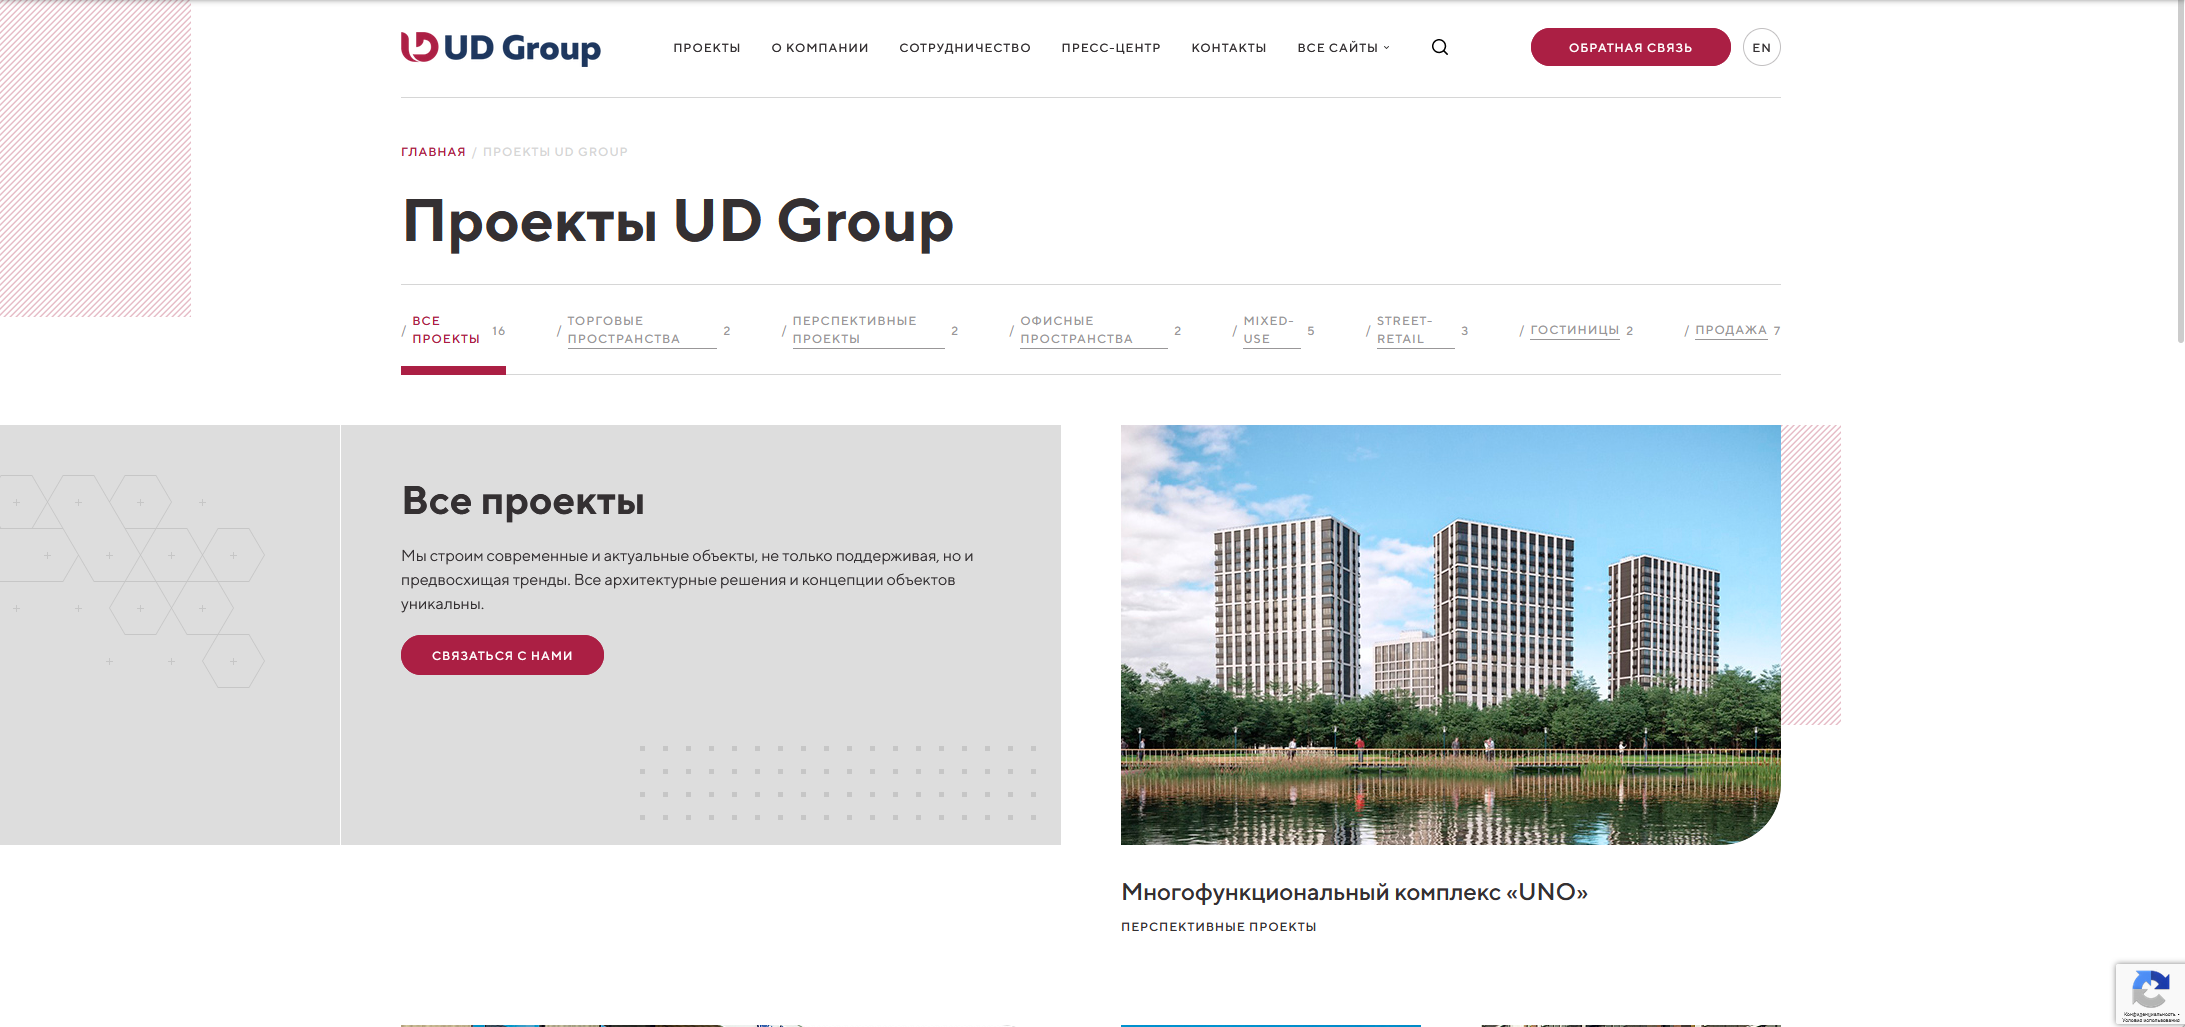 UD Group
ПРОЕКТЫ
О КОМПАНИИ
СОТРУДНИЧЕСТВО
ПРЕСС-ЦЕНТР
КОНТАКТЫ
ВСЕ САЙТЫ
ОБРАТНАЯ СВЯЗЬ
EN
ГЛАВНАЯ / ПРОЕКТЫ UD GROUP
Проекты UD Group
/ ВСЕ
ПРОЕКТЫ 16
/ ТОРГОВЫЕ
ПРОСТРАНСТВА 2
/ ПЕРСПЕКТИВНЫЕ
ПРОЕКТЫ 2
/ ОФИСНЫЕ
ПРОСТРАНСТВА 2
/ MIXED-
USE 5
/ STREET-
RETAIL 3
/ ГОСТИНИЦЫ 2
/ ПРОДАЖА 7
Все проекты
Мы строим современные и актуальные объекты, не только поддерживая, но и
предвосхищая тренды. Все архитектурные решения и концепции объектов
уникальны.
СВЯЗАТЬСЯ С НАМИ
Многофункциональный комплекс «UNO»
ПЕРСПЕКТИВНЫЕ ПРОЕКТЫ
Конфиденциальность •
Условия использования